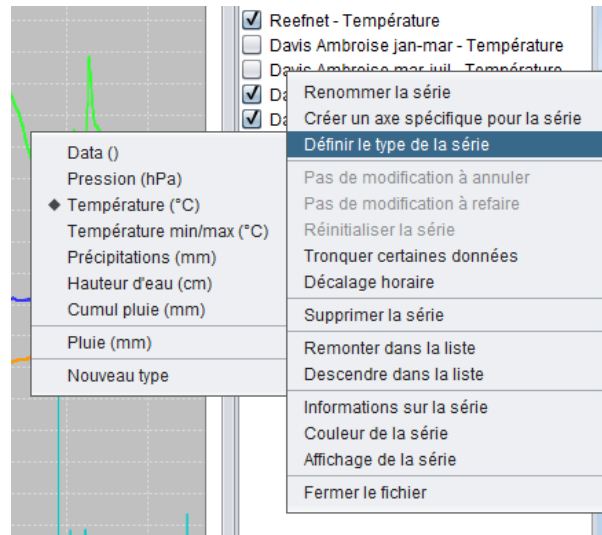 Reefnet - Température
Davis Ambroise jan-mar - Température
Davis Ambroise mar-juil - Température
Da
Da
Renommer la série
Créer un axe spécifique pour la série
Définir le type de la série
Pas de modification à annuler
Pas de modification à refaire
Réinitialiser la série
Tronquer certaines données
Décalage horaire
Supprimer la série
Remonter dans la liste
Descendre dans la liste
Informations sur la série
Couleur de la série
Affichage de la série
Fermer le fichier
Data ()
Pression (hPa)
Température (°C)
Température min/max (°C)
Précipitations (mm)
Hauteur d'eau (cm)
Cumul pluie (mm)
Pluie (mm)
Nouveau type